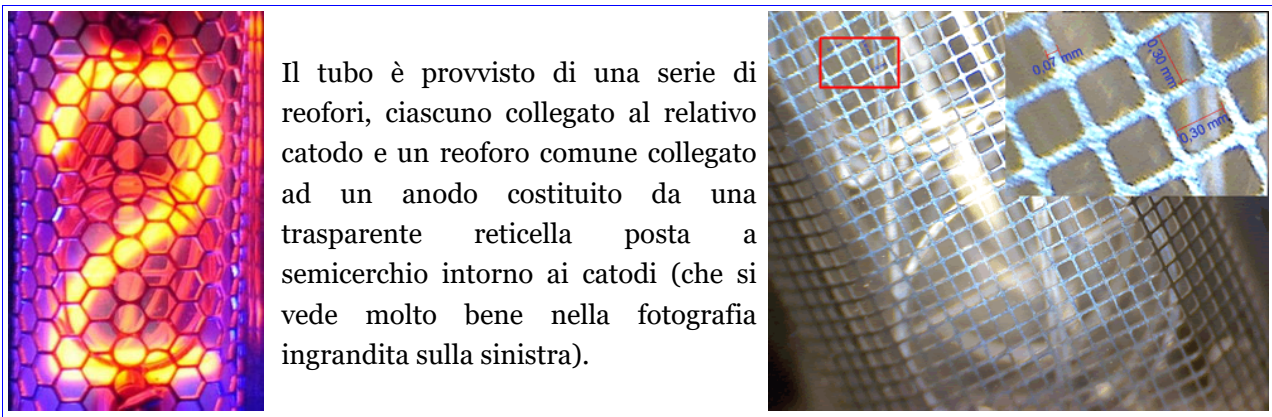 Il tubo è provvisto di una serie di
reofori, ciascuno collegato al relativo
catodo e un reoforo comune collegato
ad un anodo costituito da una
trasparente reticella posta a
semicerchio intorno ai catodi (che si
vede molto bene nella fotografia
ingrandita sulla sinistra).
0,07 mm
0,30 mm
0,30 mm